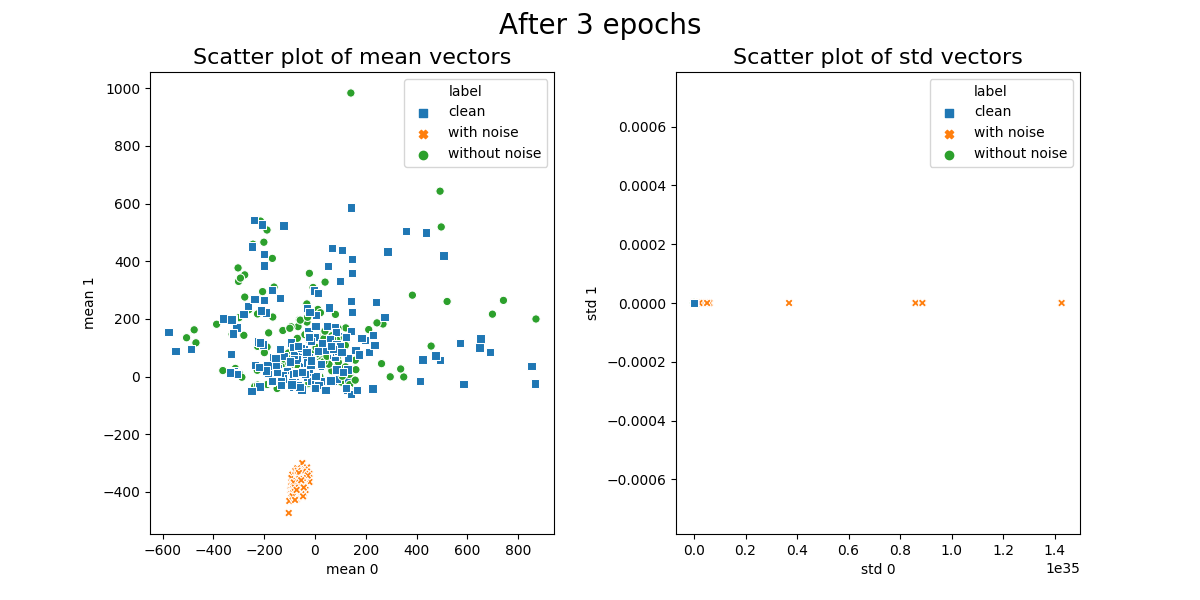 After 3 epochs
Scatter plot of mean vectors
label
clean
with noise
without noise
1000
800
600
400
200
0
−200
−400
mean 1
−600
−400
−200
0
200
400
600
800
mean 0
Scatter plot of std vectors
label
clean
with noise
without noise
0.0006
0.0004
0.0002
0.0000
−0.0002
−0.0004
−0.0006
std 1
0.0
0.2
0.4
0.6
0.8
1.0
1.2
1.4
1e35
std 0